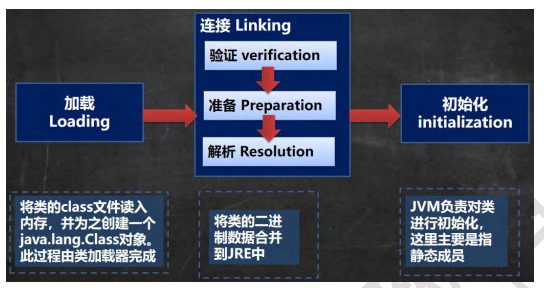 连接 Linking
验证 verification
准备 Preparation
解析 Resolution
加载
Loading
初始化
initialization
将类的class文件读入
内存，并为之创建一个
java.lang.Class对象。
此过程由类加载器完成
将类的二进
制数据合并
到JRE中
JVM负责对类
进行初始化，
这里主要是指
静态成员